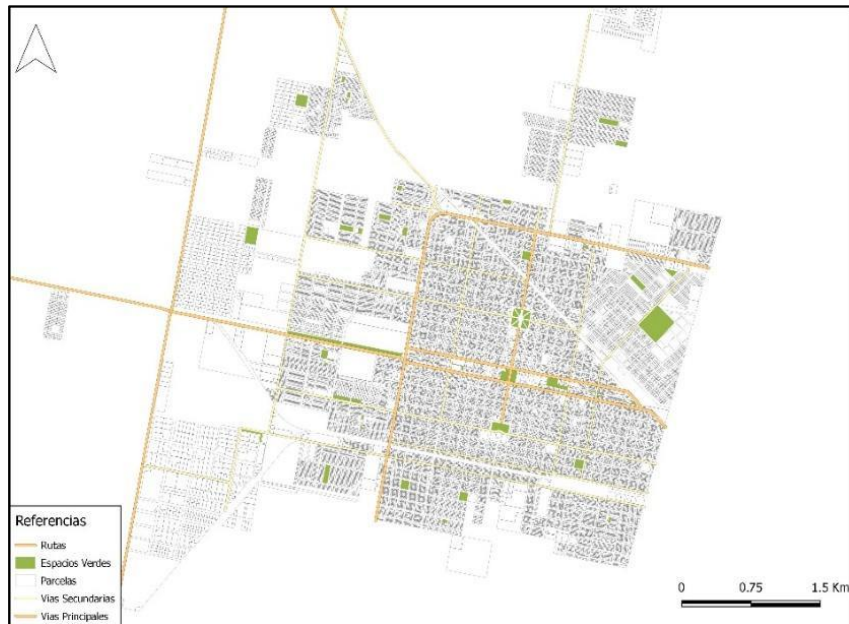 Referencias
Rutas
Espacios Verdes
Parcelas
Vias Secundarias
Vias Principales
0 0.75 1.5 Km